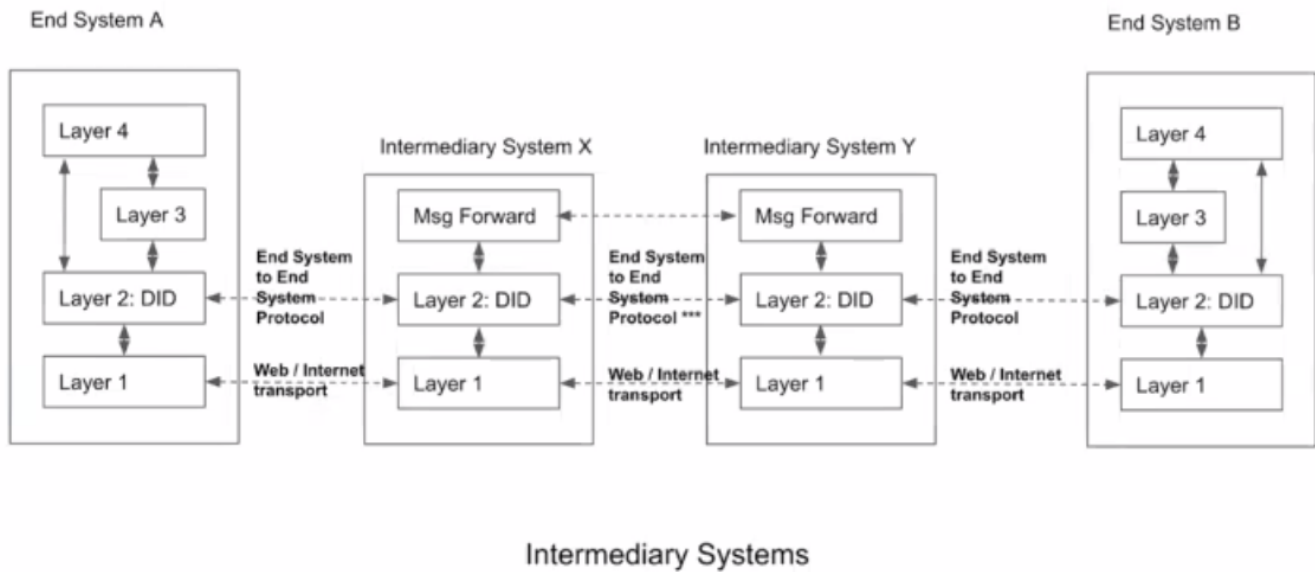 End System A
End System B
Intermediary System X
Intermediary System Y
Layer 4
Layer 3
Layer 2: DID
Layer 1
End System
to End
System
Protocol
Web / Internet
transport
Msg Forward
Layer 2: DID
Layer 1
End System
to End
System
Protocol ***
Web / Internet
transport
Msg Forward
Layer 2: DID
Layer 1
End System
to End
System
Protocol
Web / Internet
transport
Layer 4
Layer 3
Layer 2: DID
Layer 1
Intermediary Systems